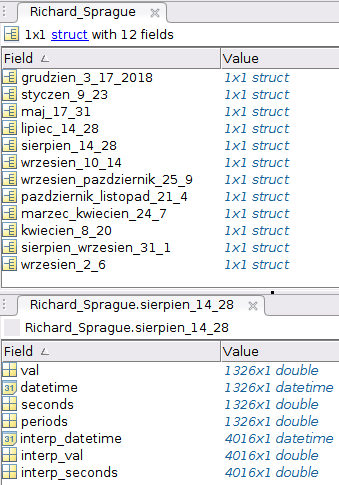 Richard_Sprague
1x1 struct with 12 fields
Field Value
grudzien_3_17_2018 1x1 struct
styczen_9_23 1x1 struct
maj_17_31 1x1 struct
lipiec_14_28 1x1 struct
sierpien_14_28 1x1 struct
wrzesien_10_14 1x1 struct
wrzesien_pazdziernik_25_9 1x1 struct
pazdziernik_listopad_21_4 1x1 struct
marzec_kwiecien_24_7 1x1 struct
kwiecien_8_20 1x1 struct
sierpien_wrzesien_31_1 1x1 struct
wrzesien_2_6 1x1 struct
Richard_Sprague.sierpien_14_28
Richard_Sprague.sierpien_14_28
Field Value
val 1326x1 double
31 datetime 1326x1 datetime
seconds 1326x1 double
periods 1326x1 double
31 interp_datetime 4016x1 datetime
interp_val 4016x1 double
interp_seconds 4016x1 double